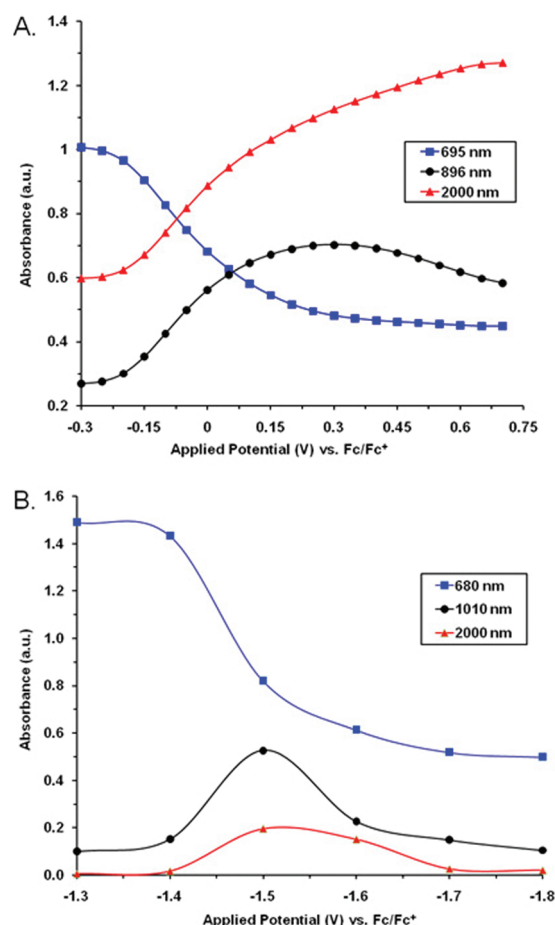 A.
1.4
1.2
1
0.8
0.6
0.4
0.2
Absorbance (a.u.)
695 nm
896 nm
2000 nm
-0.3 -0.15 0 0.15 0.3 0.45 0.6 0.75
Applied Potential (V) vs. Fc/Fc+
B.
1.6
1.4
1.2
1.0
0.8
0.6
0.4
0.2
0.0
Absorbance (a.u.)
680 nm
1010 nm
2000 nm
-1.3 -1.4 -1.5 -1.6 -1.7 -1.8
Applied Potential (V) vs. Fc/Fc+